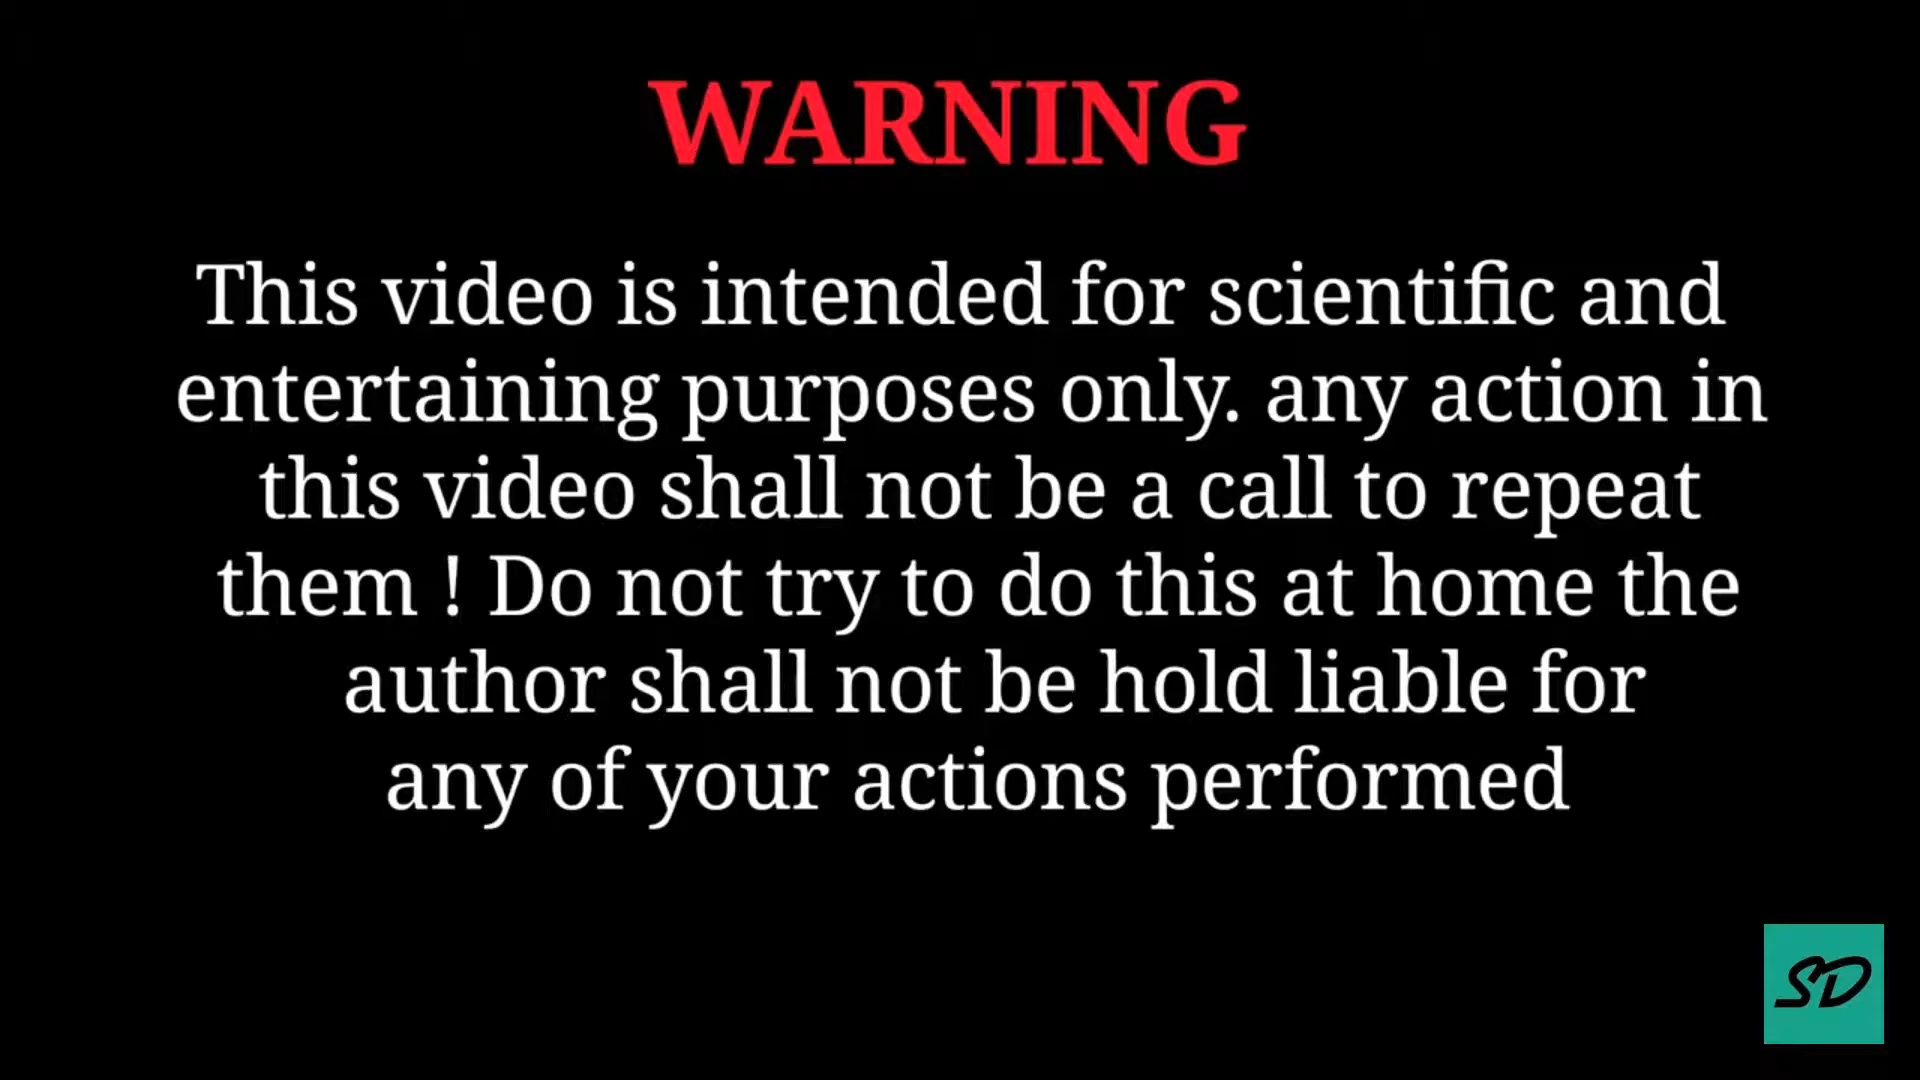 WARNING
This video is intended for scientific and
entertaining purposes only. any action in
this video shall not be a call to repeat
them ! Do not try to do this at home the
author shall not be hold liable for
any of your actions performed
SD